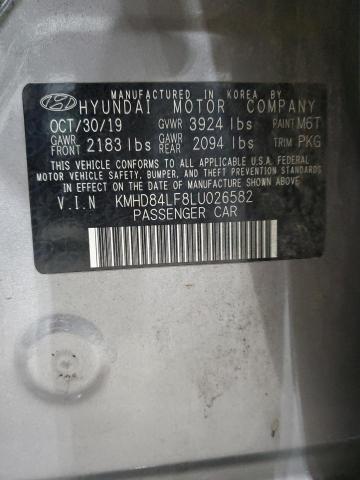 MANUFACTURED IN KOREA BY
HYUNDAI MOTOR COMPANY
OCT/30/19 GVWR 3924 lbs PAINT M6T
GAWR FRONT 2183 lbs GAWR REAR 2094 lbs TRIM PKG
THIS VEHICLE CONFORMS TO ALL APPLICABLE U.S.A. FEDERAL
MOTOR VEHICLE SAFETY, BUMPER, AND THEFT PREVENTION
STANDARDS IN EFFECT ON THE DATE OF MANUFACTURE SHOWN ABOVE.
V.I.N KMHD84LF8LU026582
PASSENGER CAR